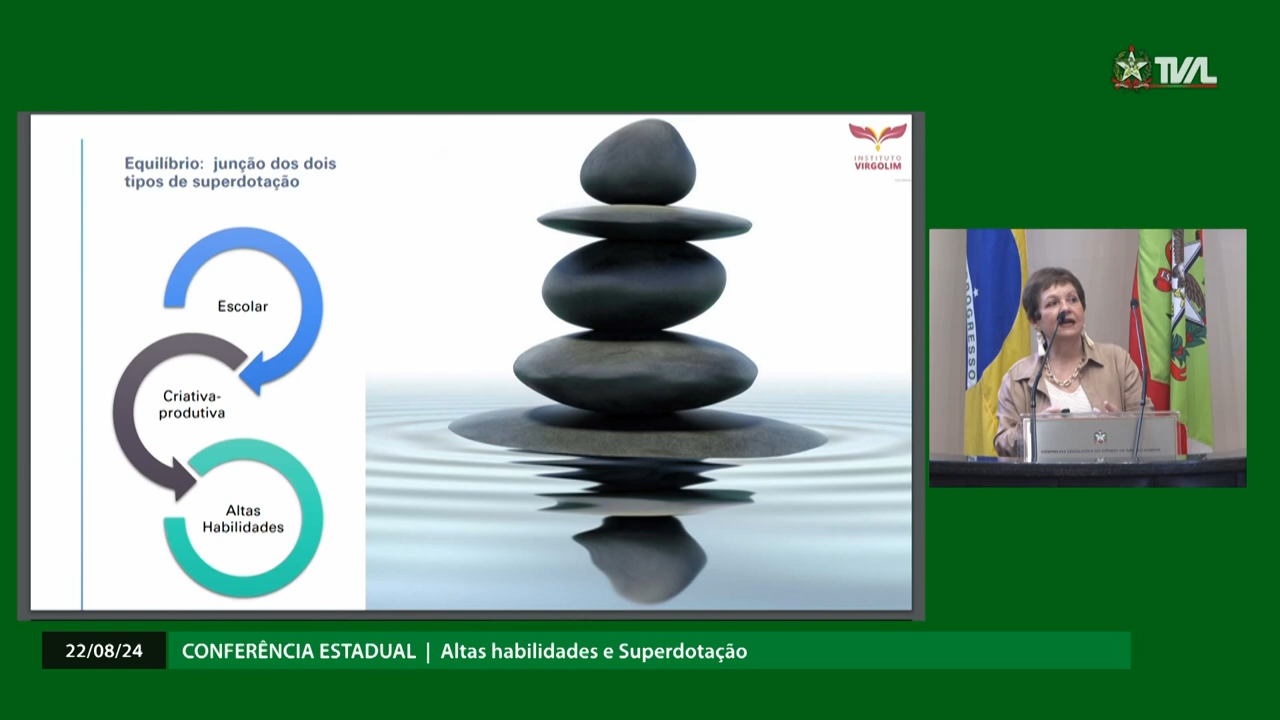 TVAL
Equilíbrio: junção dos dois
tipos de superdotação
INSTITUTO
VIRGOLIM
Escolar
Criativa-
produtiva
Altas
Habilidades
PROGRESSO
22/08/24
CONFERÊNCIA ESTADUAL | Altas habilidades e Superdotação